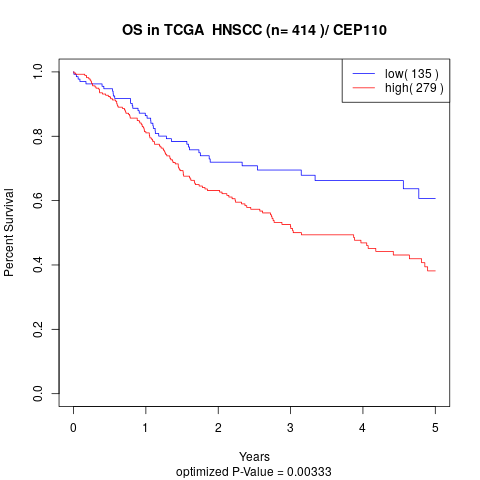 OS in TCGA  HNSCC (n= 414 )/ CEP110
low( 135 )
high( 279 )
Percent Survival
1.0
0.8
0.6
0.4
0.2
0.0
0 1 2 3 4 5
Years
optimized P-Value = 0.00333